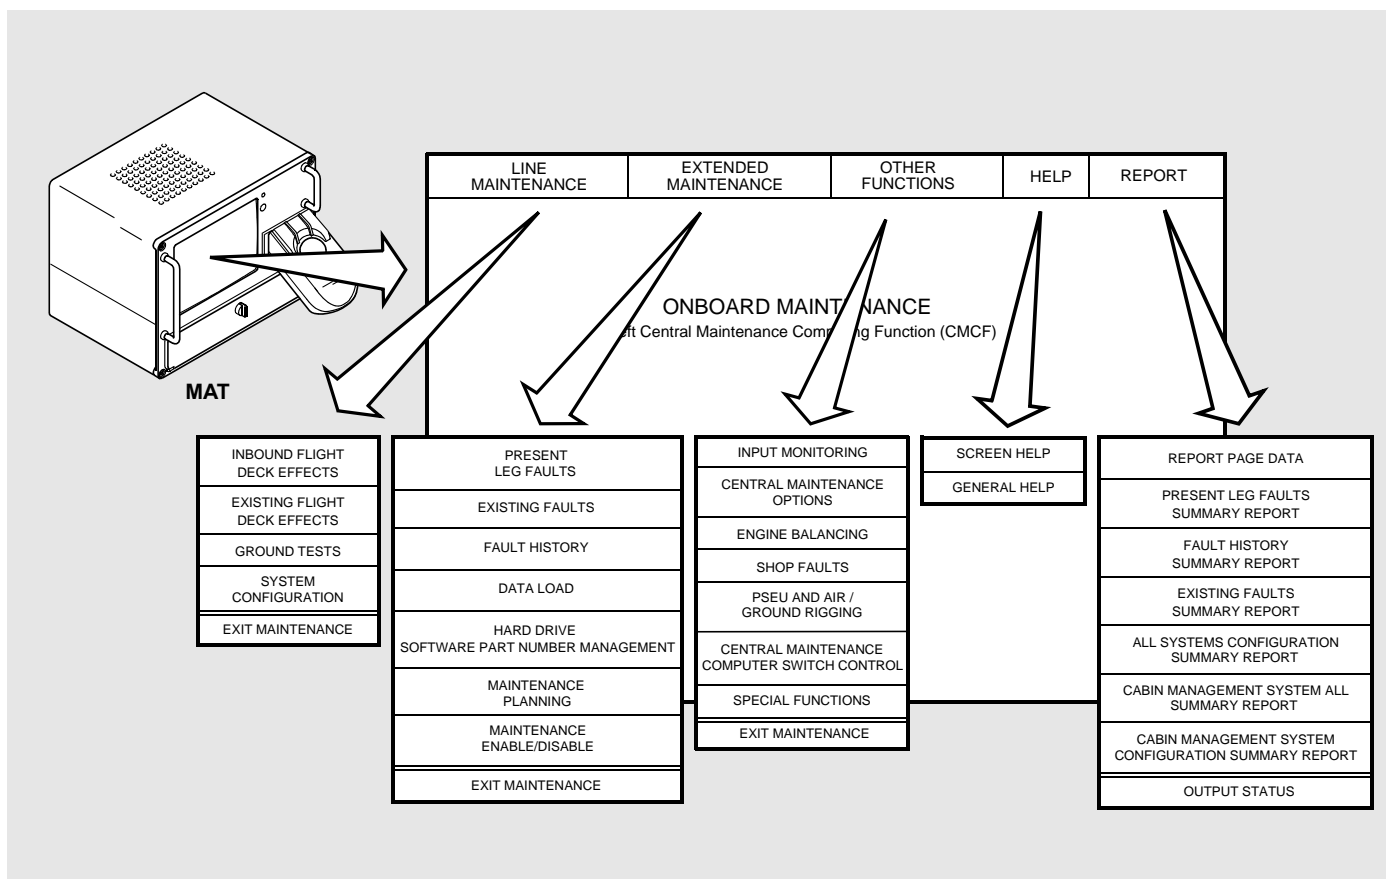 LINE
MAINTENANCE
EXTENDED
MAINTENANCE
OTHER
FUNCTIONS
HELP
REPORT
ONBOARD MAINT NANCE
eft Central Maintenance Com g Function (CMCF)
MAT
INBOUND FLIGHT
DECK EFFECTS
EXISTING FLIGHT
DECK EFFECTS
GROUND TESTS
SYSTEM
CONFIGURATION
EXIT MAINTENANCE
PRESENT
LEG FAULTS
EXISTING FAULTS
FAULT HISTORY
DATA LOAD
HARD DRIVE
SOFTWARE PART NUMBER MANAGEMENT
MAINTENANCE
PLANNING
MAINTENANCE
ENABLE/DISABLE
EXIT MAINTENANCE
INPUT MONITORING
CENTRAL MAINTENANCE
OPTIONS
ENGINE BALANCING
SHOP FAULTS
PSEU AND AIR /
GROUND RIGGING
CENTRAL MAINTENANCE
COMPUTER SWITCH CONTROL
SPECIAL FUNCTIONS
EXIT MAINTENANCE
SCREEN HELP
GENERAL HELP
REPORT PAGE DATA
PRESENT LEG FAULTS
SUMMARY REPORT
FAULT HISTORY
SUMMARY REPORT
EXISTING FAULTS
SUMMARY REPORT
ALL SYSTEMS CONFIGURATION
SUMMARY REPORT
CABIN MANAGEMENT SYSTEM ALL
SUMMARY REPORT
CABIN MANAGEMENT SYSTEM
CONFIGURATION SUMMARY REPORT
OUTPUT STATUS